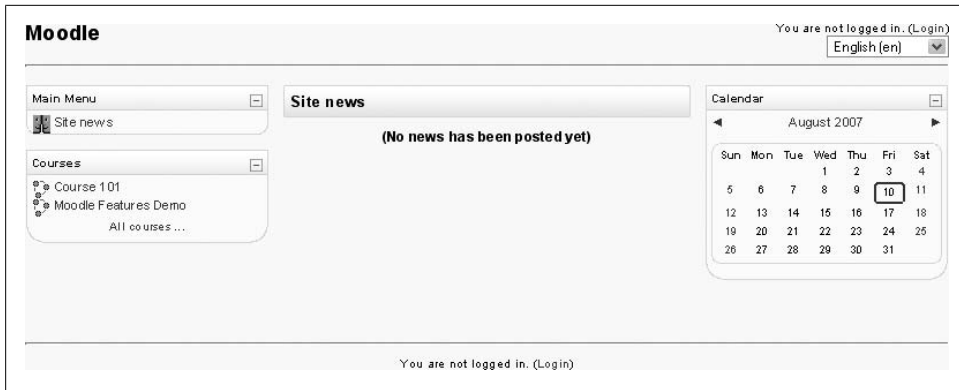 Moodle
You are not logged in. (Login)
English (en)
Main Menu
Site news
Courses
Course 101
Moodle Features Demo
All courses ...
Site news
(No news has been posted yet)
Calendar
August 2007
Sun Mon Tue Wed Thu Fri Sat
1 2 3 4
5 6 7 8 9 10 11
12 13 14 15 16 17 18
19 20 21 22 23 24 25
26 27 28 29 30 31
You are not logged in. (Login)